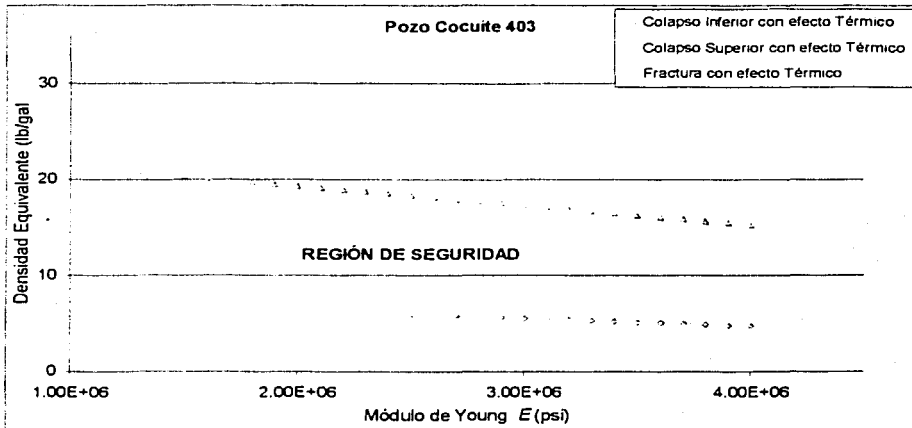 Pozo Cocuite 403
Colapso Inferior con efecto Térmico
Colapso Superior con efecto Térmico
Fractura con efecto Térmico
Densidad Equivalente (lb/gal)
30
20
10
0
REGIÓN DE SEGURIDAD
1.00E+06
2.00E+06
3.00E+06
4.00E+06
Módulo de Young E (psi)